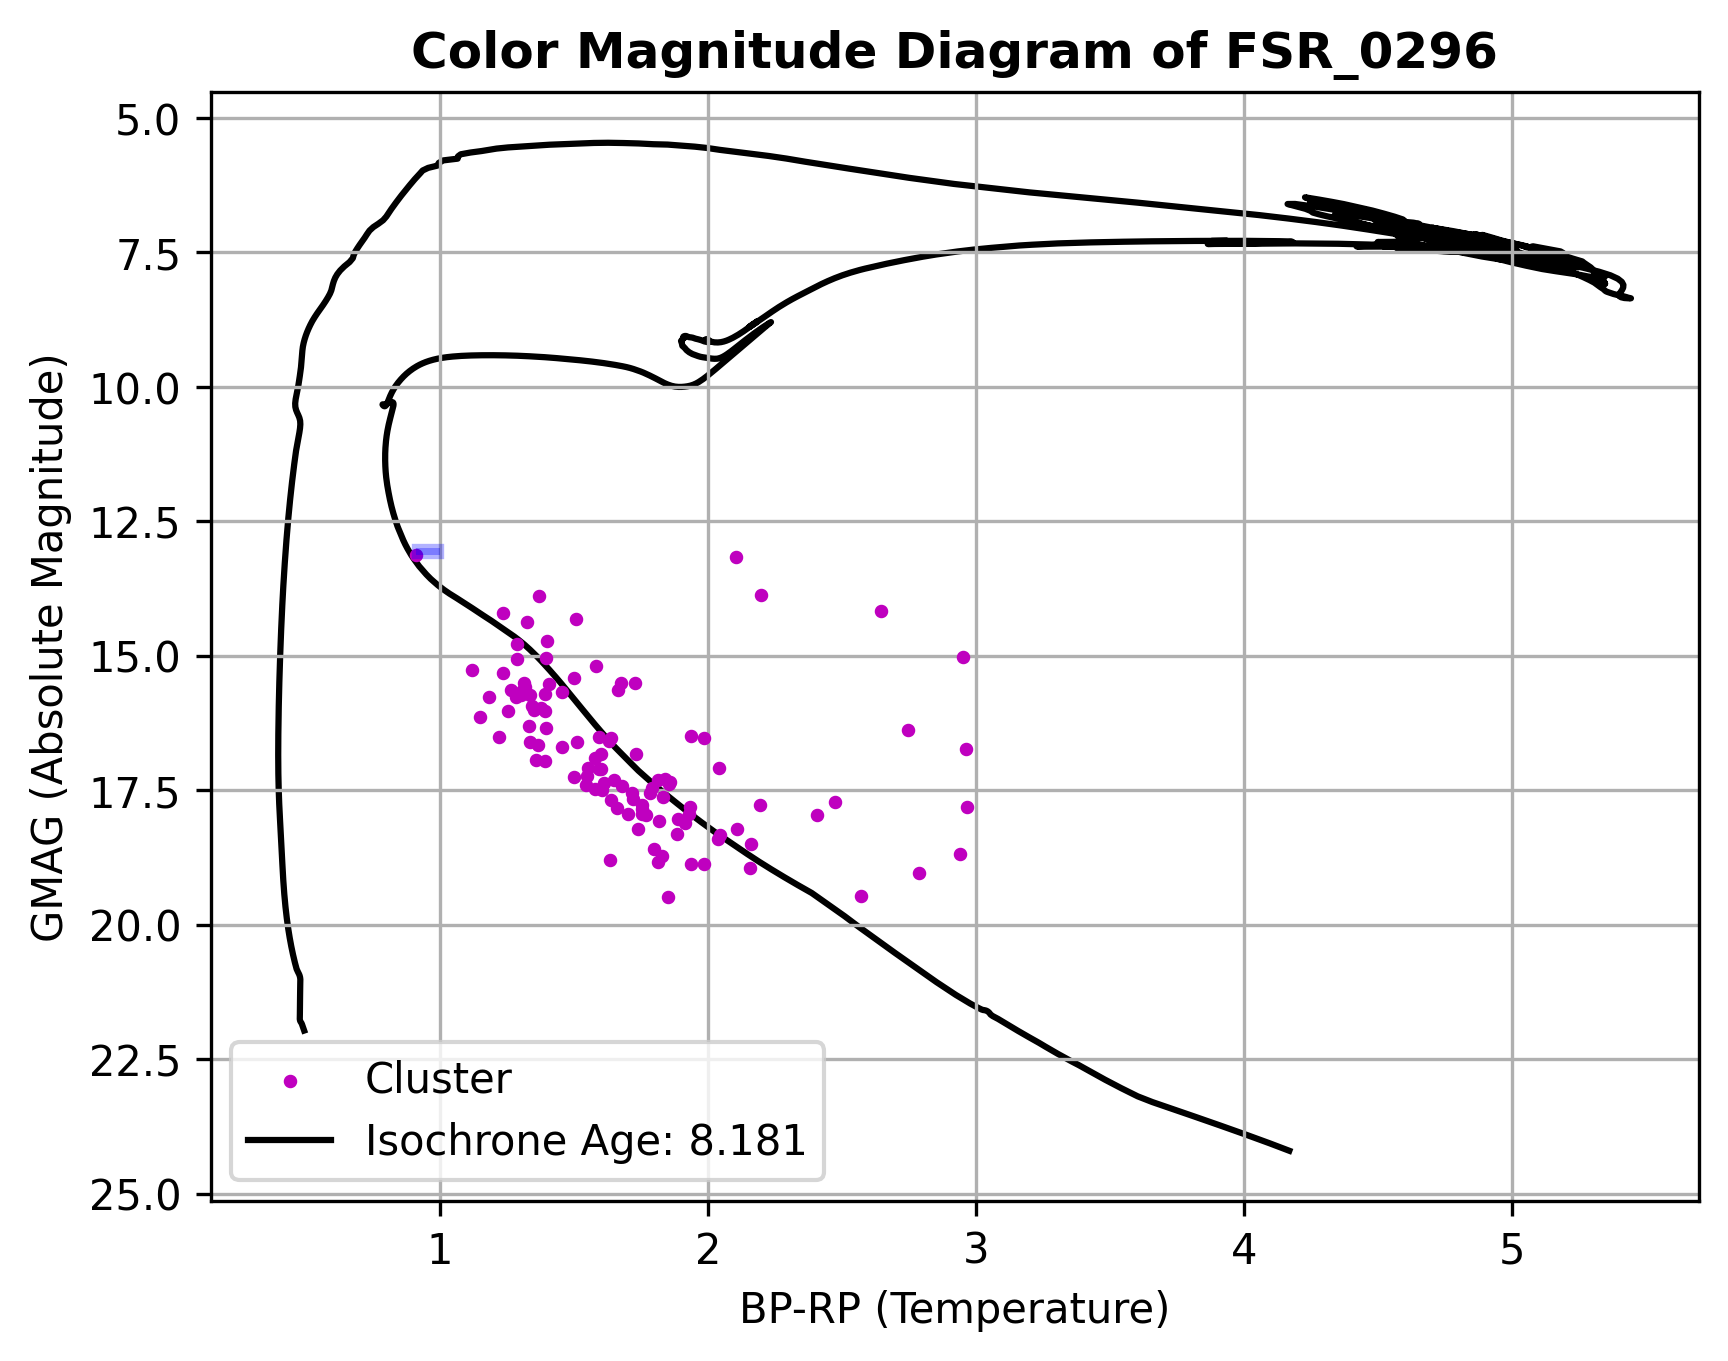 Color Magnitude Diagram of FSR_0296
5.0
7.5
10.0
12.5
15.0
17.5
20.0
22.5
25.0
GMAG (Absolute Magnitude)
Cluster
Isochrone Age: 8.181
1 2 3 4 5
BP-RP (Temperature)